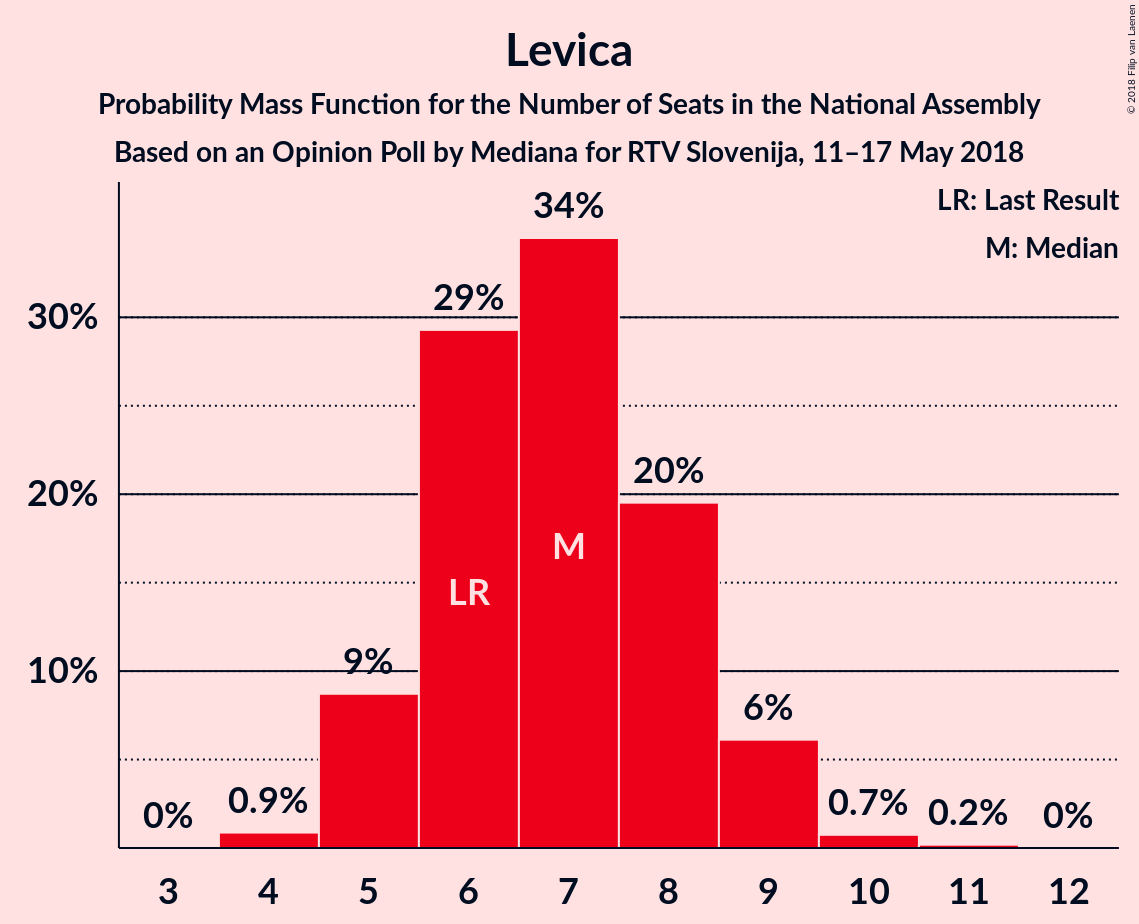 Levica
Probability Mass Function for the Number of Seats in the National Assembly
Based on an Opinion Poll by Mediana for RTV Slovenija, 11–17 May 2018
© 2018 Filip van Laenen
LR: Last Result
M: Median
30%
20%
10%
0%
0.9%
9%
29%
34%
20%
6%
0.7%
0.2%
0%
LR
M
3 4 5 6 7 8 9 10 11 12